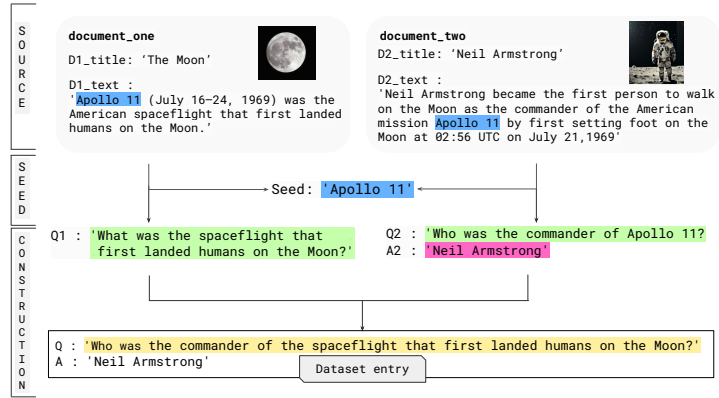 SOURCE
document_one
D1_title: ‘The Moon’
D1_text :
'Apollo 11 (July 16–24, 1969) was the
American spaceflight that first landed
humans on the Moon.’
document_two
D2_title: ‘Neil Armstrong’
D2_text :
'Neil Armstrong became the first person to walk
on the Moon as the commander of the American
mission Apollo 11 by first setting foot on the
Moon at 02:56 UTC on July 21,1969’
SEED
Seed: 'Apollo 11'
CONSTRUCTION
Q1 : 'What was the spaceflight that
first landed humans on the Moon?'
Q2 : 'Who was the commander of Apollo 11?
A2 : 'Neil Armstrong'
Q : 'Who was the commander of the spaceflight that first landed humans on the Moon?'
A : 'Neil Armstrong'
Dataset entry